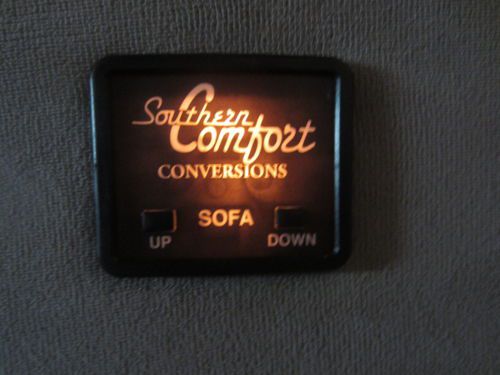 Southern
Comfort
CONVERSIONS
SOFA
UP DOWN